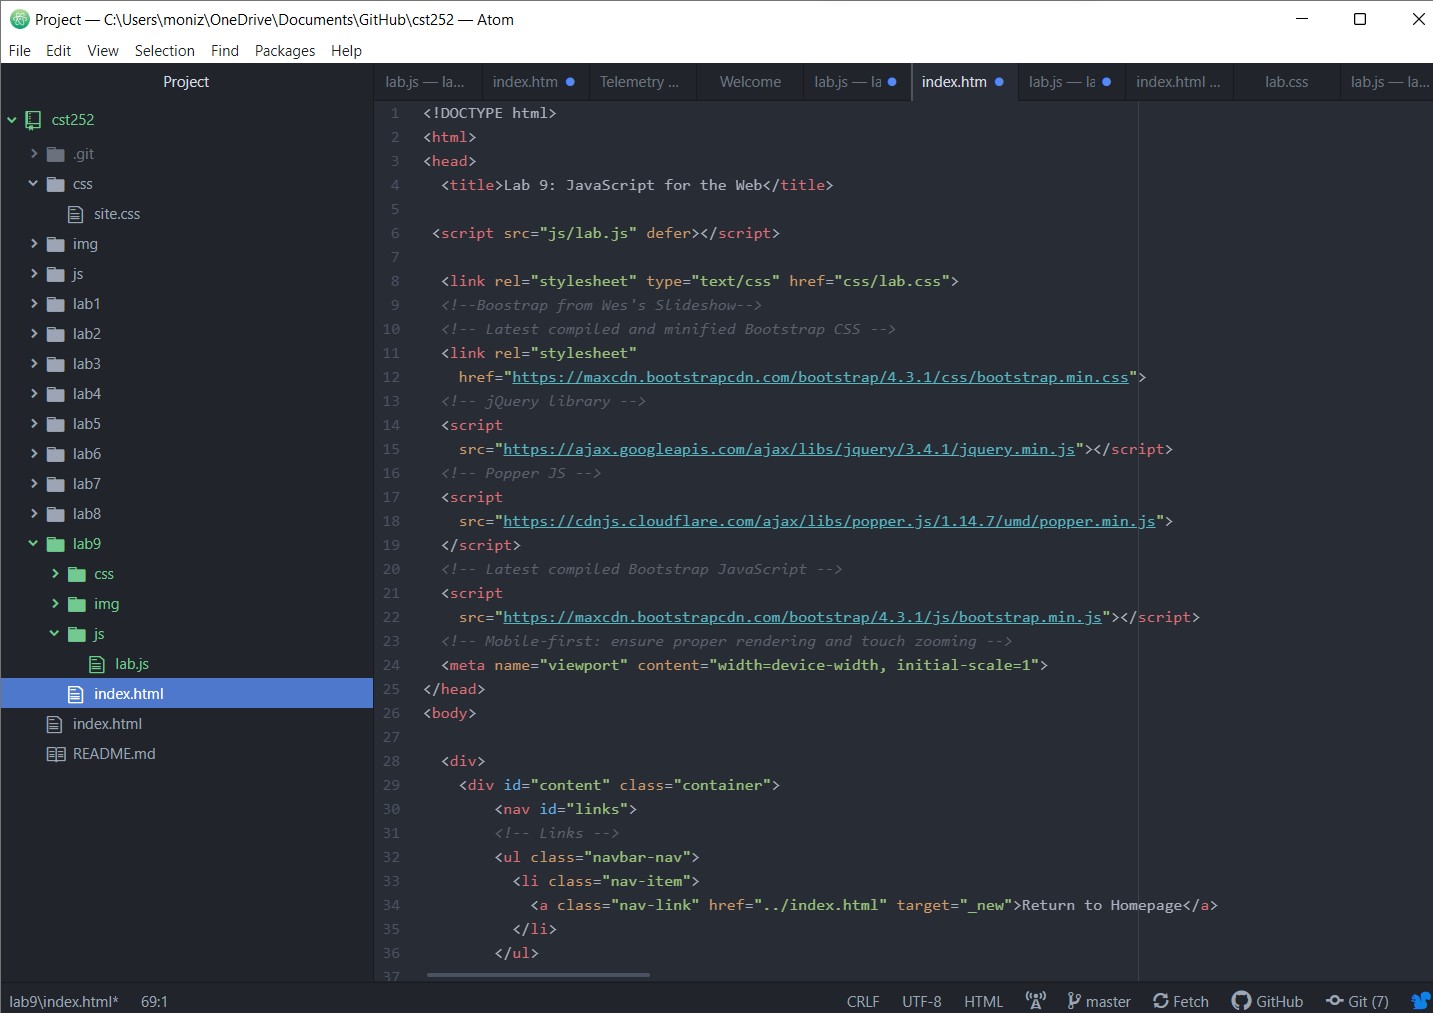 Project — C:\Users\moniz\OneDrive\Documents\GitHub\cst252 — Atom
File Edit View Selection Find Packages Help
Project
lab.js — la... index.htm Telemetry ... Welcome lab.js — la index.htm lab.js — la index.html ... lab.css lab.js — la...
cst252
.git
css
site.css
img
js
lab1
lab2
lab3
lab4
lab5
lab6
lab7
lab8
lab9
css
img
js
lab.js
index.html
index.html
README.md
1 <!DOCTYPE html>
2 <html>
3 <head>
4 <title>Lab 9: JavaScript for the Web</title>
5
6 <script src="js/lab.js" defer></script>
7
8 <link rel="stylesheet" type="text/css" href="css/lab.css">
9 <!--Boostrap from Wes's Slideshow-->
10 <!-- Latest compiled and minified Bootstrap CSS -->
11 <link rel="stylesheet"
12 href="https://maxcdn.bootstrapcdn.com/bootstrap/4.3.1/css/bootstrap.min.css">
13 <!-- jQuery library -->
14 <script
15 src="https://ajax.googleapis.com/ajax/libs/jquery/3.4.1/jquery.min.js"></script>
16 <!-- Popper JS -->
17 <script
18 src="https://cdnjs.cloudflare.com/ajax/libs/popper.js/1.14.7/umd/popper.min.js">
19 </script>
20 <!-- Latest compiled Bootstrap JavaScript -->
21 <script
22 src="https://maxcdn.bootstrapcdn.com/bootstrap/4.3.1/js/bootstrap.min.js"></script>
23 <!-- Mobile-first: ensure proper rendering and touch zooming -->
24 <meta name="viewport" content="width=device-width, initial-scale=1">
25 </head>
26 <body>
27
28 <div>
29 <div id="content" class="container">
30 <nav id="links">
31 <!-- Links -->
32 <ul class="navbar-nav">
33 <li class="nav-item">
34 <a class="nav-link" href="../index.html" target="_new">Return to Homepage</a>
35 </li>
36 </ul>
37
lab9\index.html* 69:1 CRLF UTF-8 HTML master Fetch GitHub Git (7)